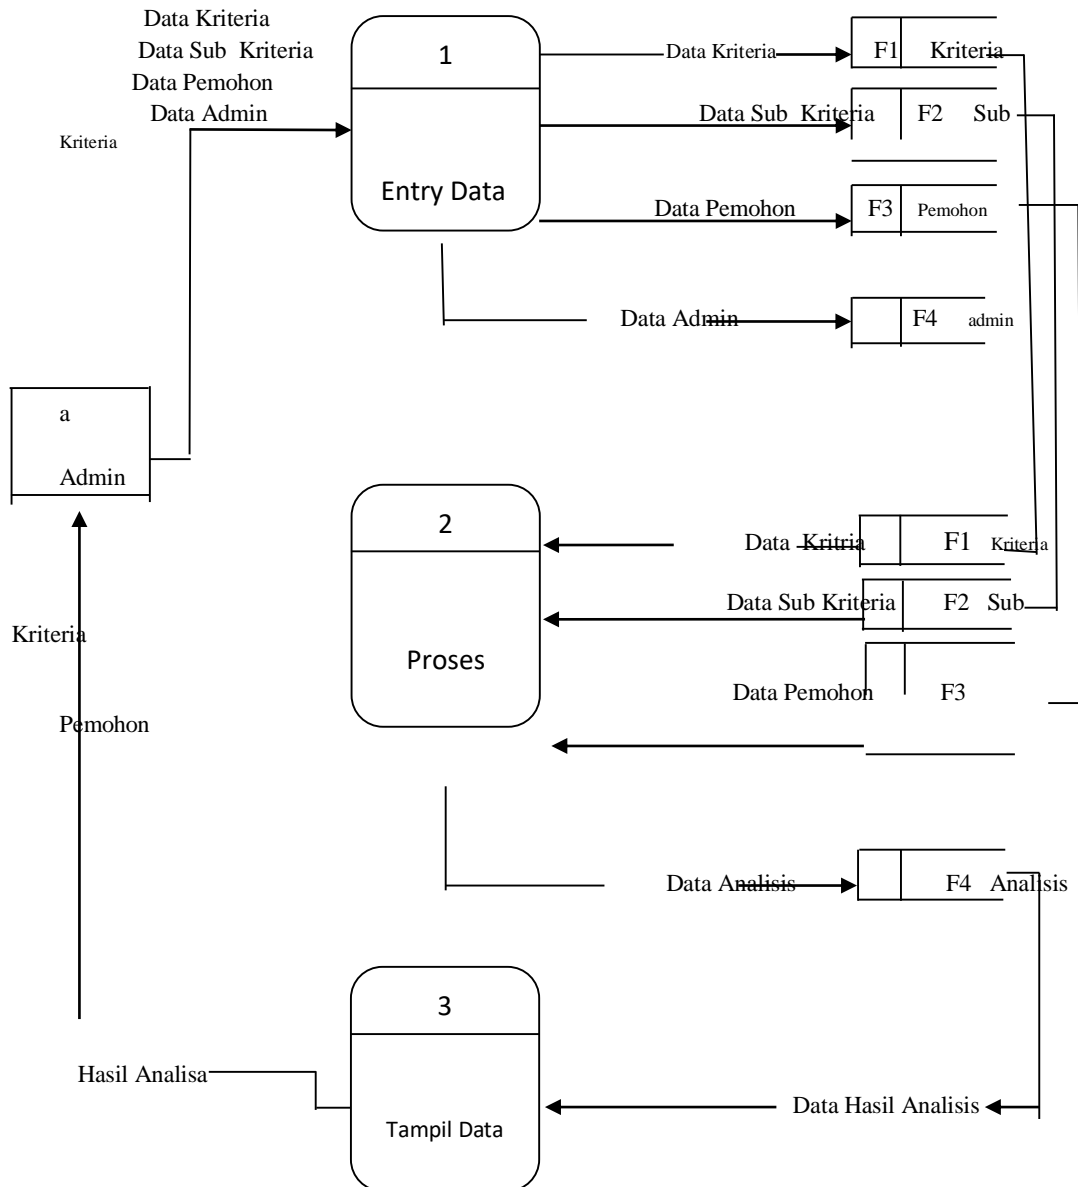 Data Kriteria
Data Sub Kriteria
Data Pemohon
Data Admin
Kriteria
1
Entry Data
Data Kriteria
F1 Kriteria
Data Sub Kriteria
F2 Sub
Data Pemohon
F3 Pemohon
Data Admin
F4 admin
a
Admin
2
Proses
Data Kritria
F1 Kriteria
Data Sub Kriteria
F2 Sub
Data Pemohon
F3
Kriteria
Pemohon
Data Analisis
F4 Analisis
3
Tampil Data
Hasil Analisa
Data Hasil Analisis